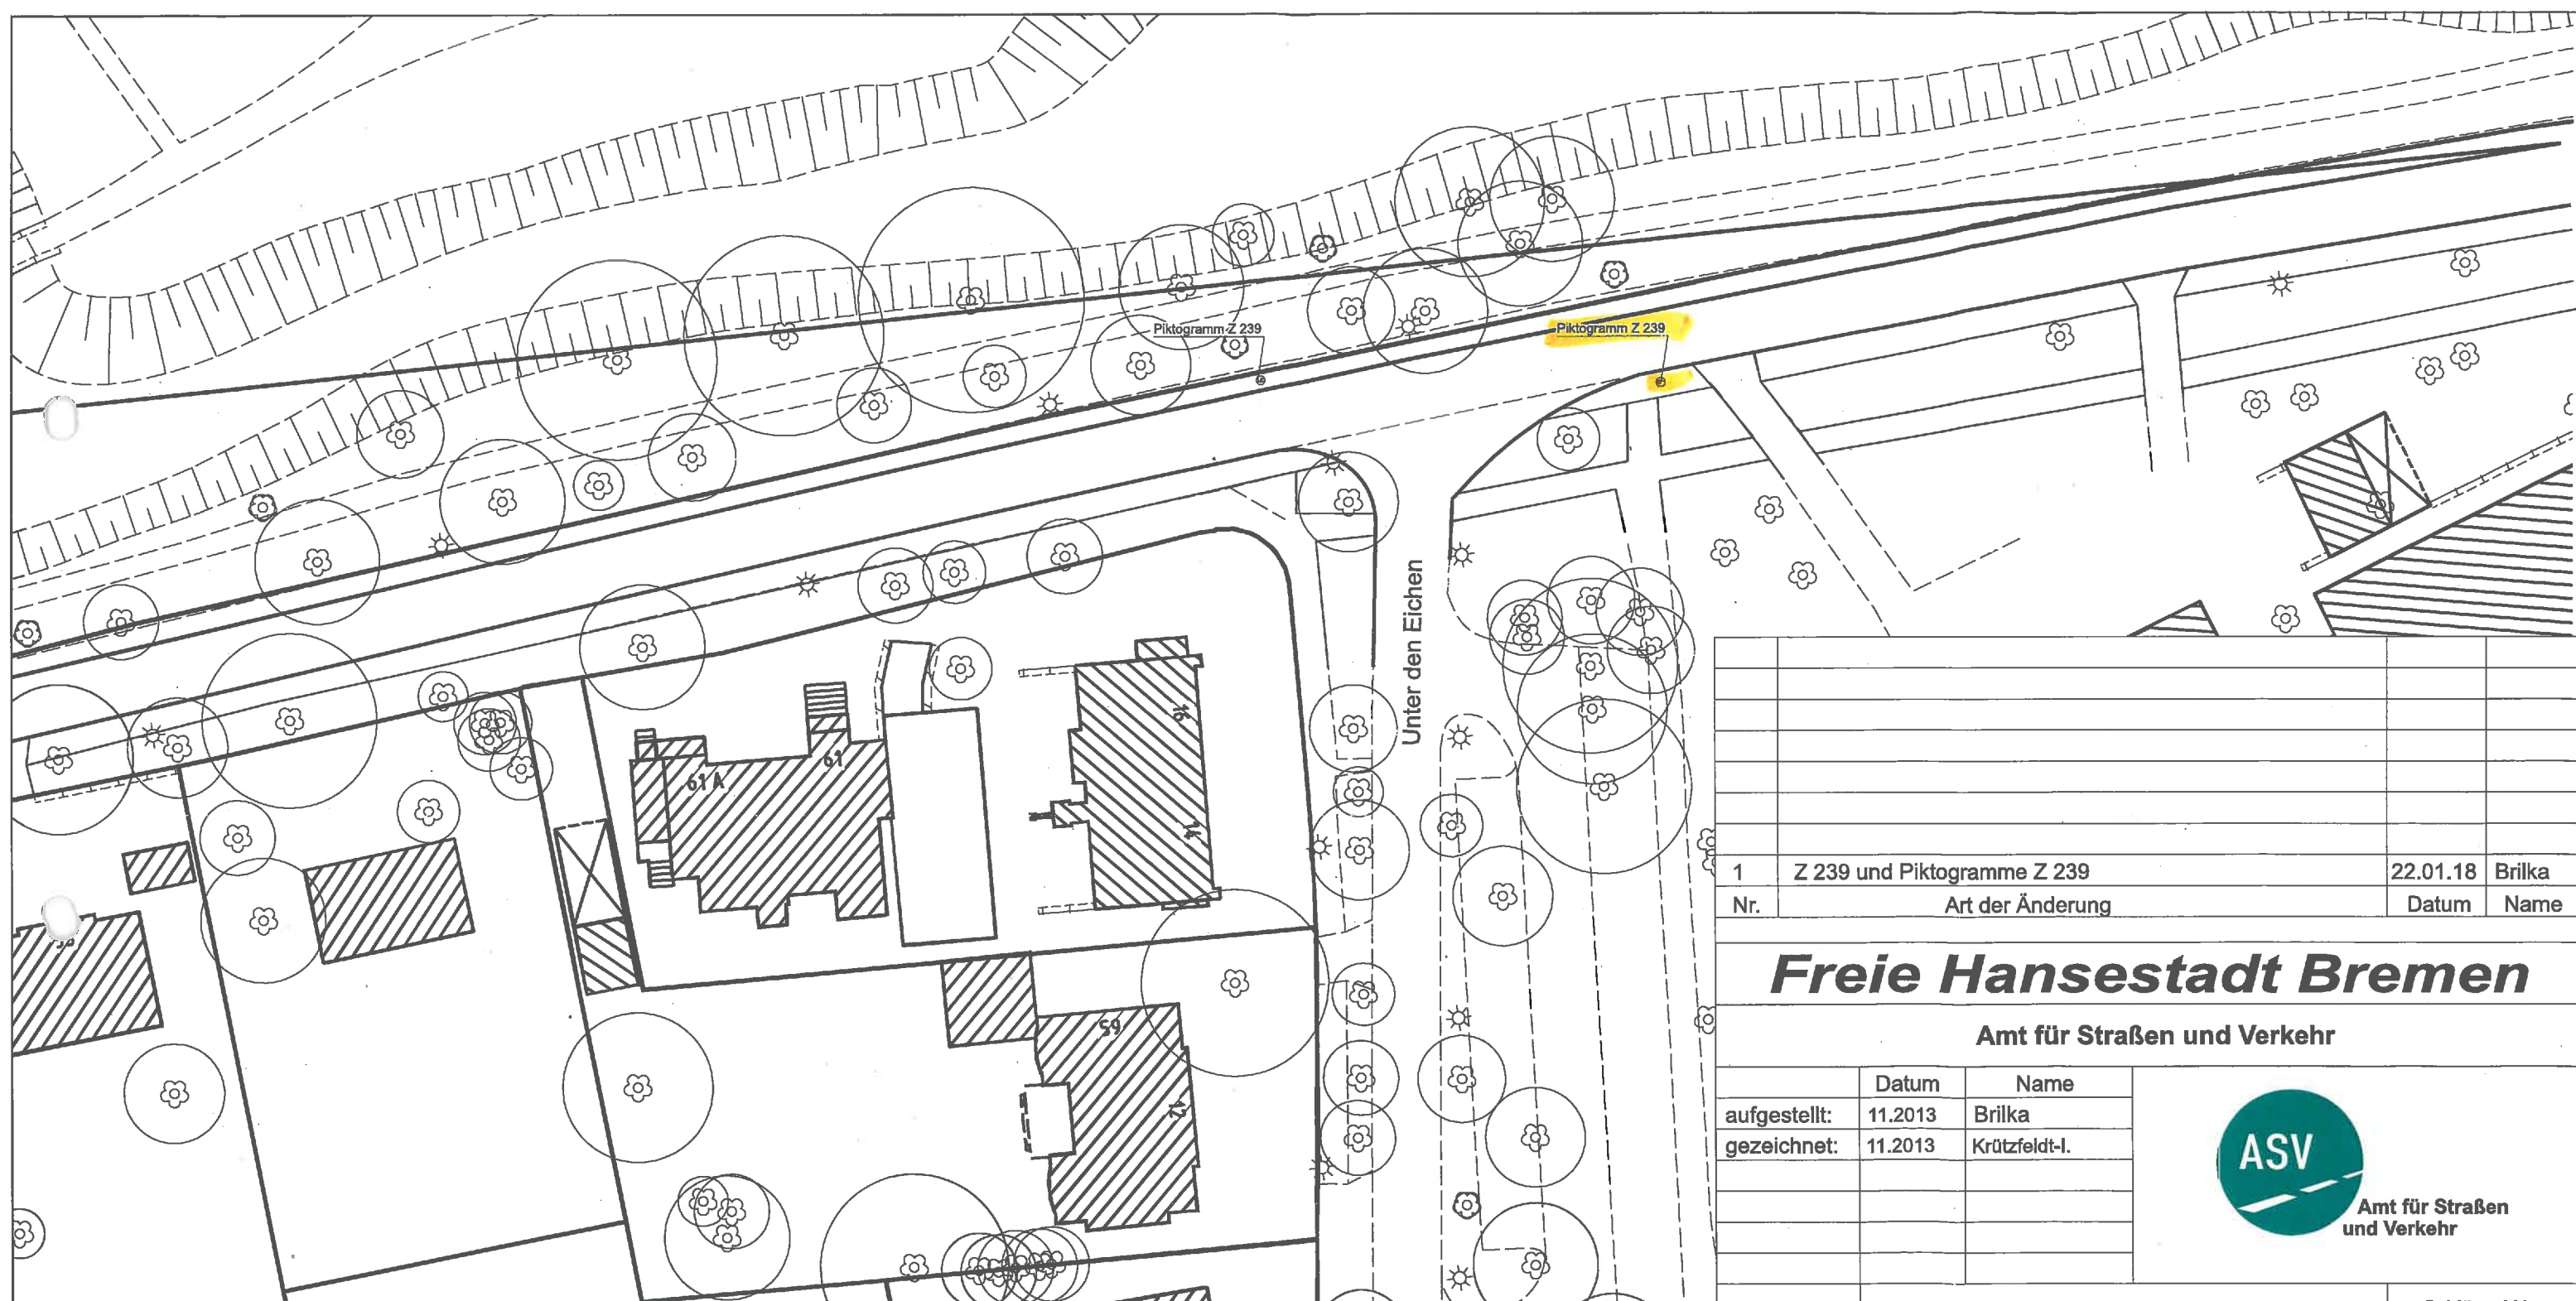 Piktogramm Z 239
Piktogramm Z 239
Unter den Eichen
61 A
61
16
14
59
12
1 Z 239 und Piktogramme Z 239 22.01.18 Brilka
Nr. Art der Änderung Datum Name
Freie Hansestadt Bremen
Amt für Straßen und Verkehr
Datum Name
aufgestellt: 11.2013 Brilka
gezeichnet: 11.2013 Krützfeldt-I.
ASV
Amt für Straßen
und Verkehr